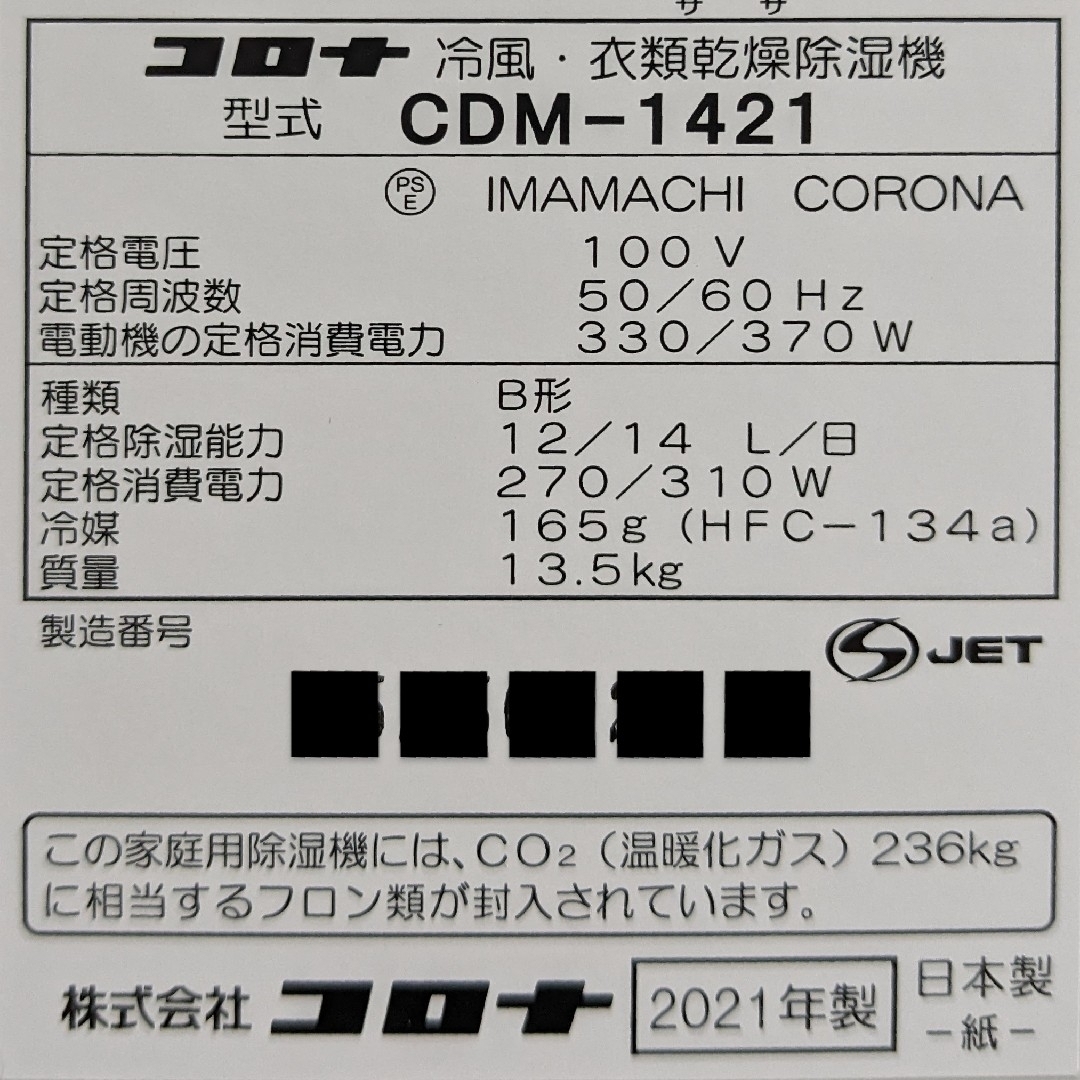 コロナ 冷風・衣類乾燥除湿機
型式 CDM-1421
PS E IMAMACHI CORONA
定格電圧 100 V
定格周波数 50/60 Hz
電動機の定格消費電力 330/370 W
種類 B形
定格除湿能力 12/14 L/日
定格消費電力 270/310 W
冷媒 165g (HFC-134a)
質量 13.5kg
製造番号
JET
この家庭用除湿機には、CO₂（温暖化ガス）236kg
に相当するフロン類が封入されています。
株式会社 コロナ 2021年製 日本製
－紙－